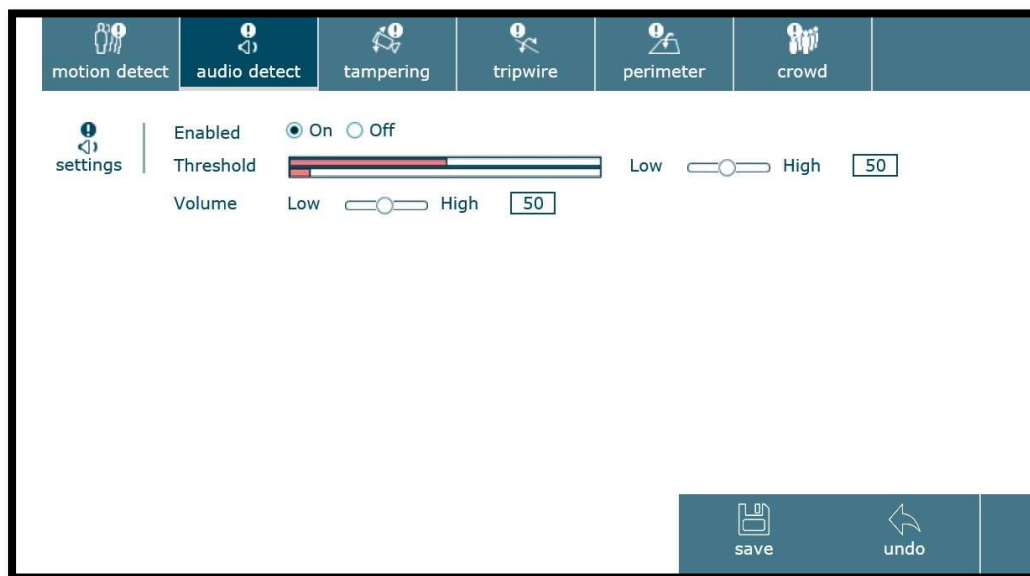 motion detect audio detect tampering tripwire perimeter crowd
settings
Enabled On Off
Threshold Low High 50
Volume Low High 50
save undo